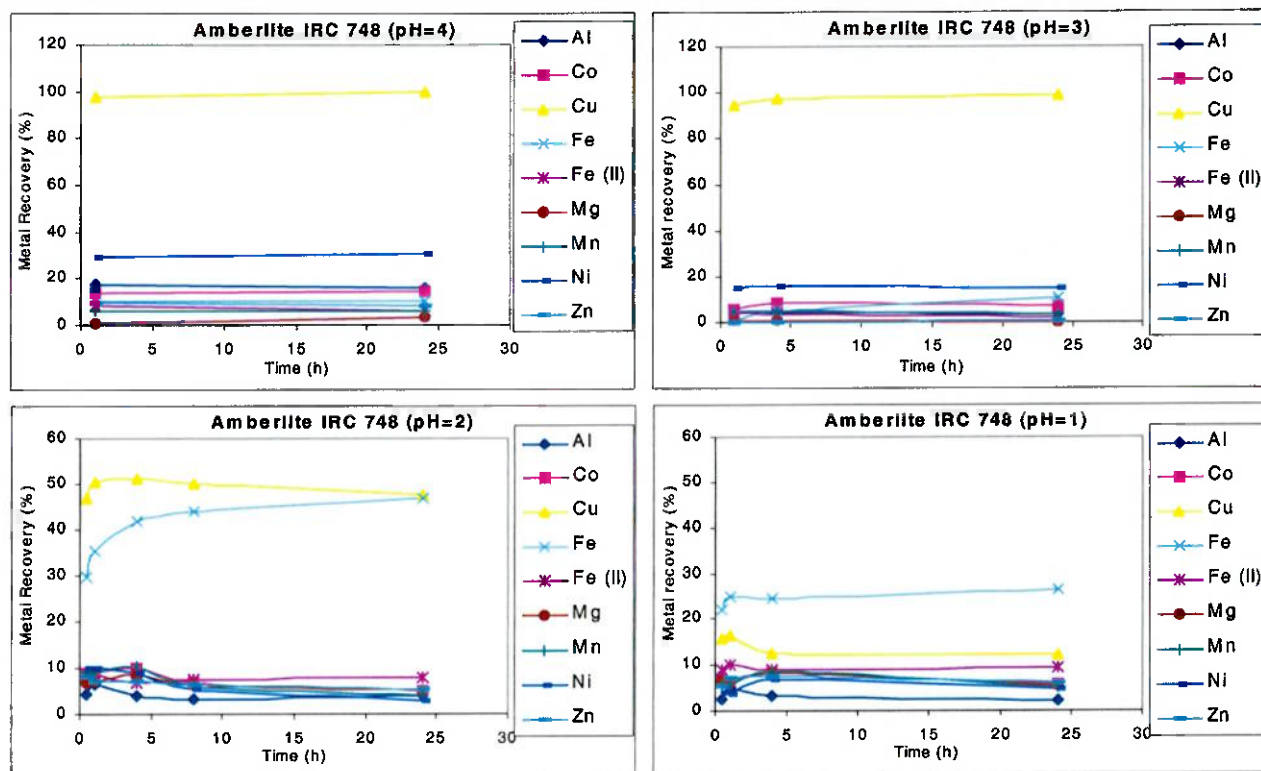 Amberlite IRC 748 (pH=4)
Metal Recovery (%)
120
100
80
60
40
20
0
0 5 10 15 20 25 30
Time (h)
Al
Co
Cu
Fe
Fe (II)
Mg
Mn
Ni
Zn
Amberlite IRC 748 (pH=3)
Metal recovery (%)
120
100
80
60
40
20
0
0 5 10 15 20 25 30
Time (h)
Al
Co
Cu
Fe
Fe (II)
Mg
Mn
Ni
Zn
Amberlite IRC 748 (pH=2)
Metal Recovery (%)
60
50
40
30
20
10
0
0 5 10 15 20 25 30
Time (h)
Al
Co
Cu
Fe
Fe (II)
Mg
Mn
Ni
Zn
Amberlite IRC 748 (pH=1)
Metal recovery (%)
60
50
40
30
20
10
0
0 5 10 15 20 25 30
Time (h)
Al
Co
Cu
Fe
Fe (II)
Mg
Mn
Ni
Zn